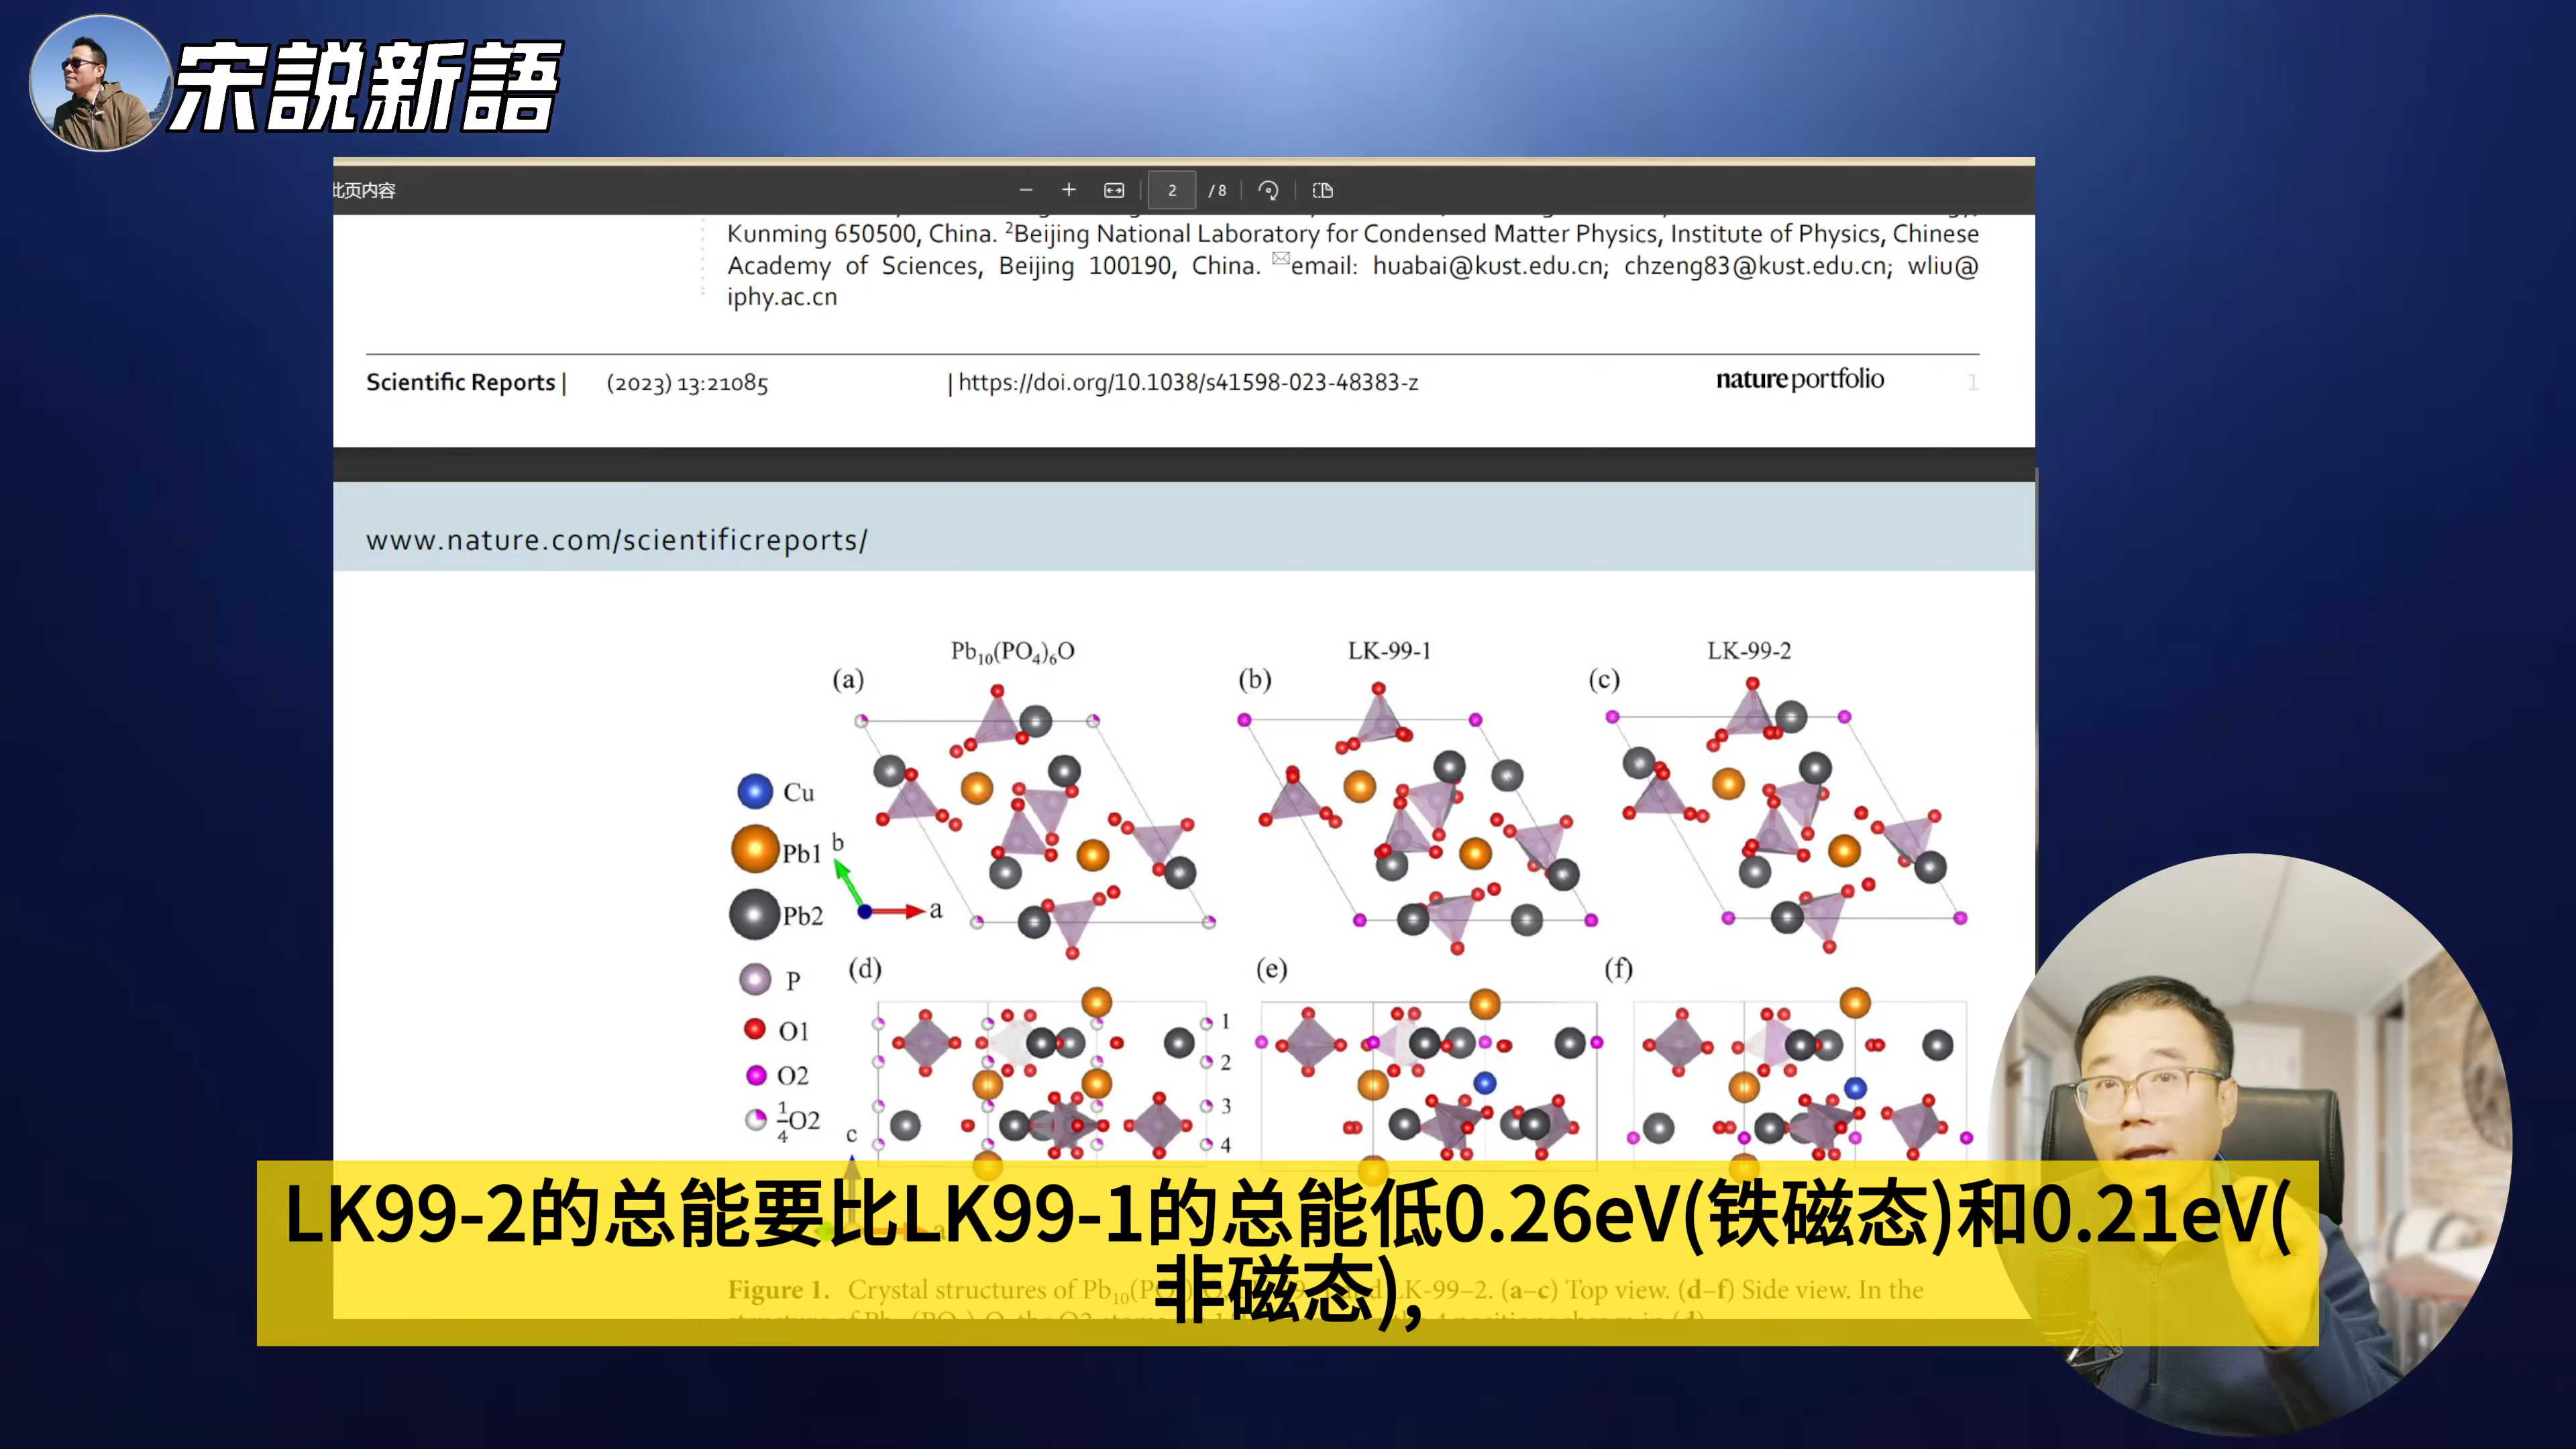 宋説新語
此页内容
2 / 8
Kunming 650500, China. ²Beijing National Laboratory for Condensed Matter Physics, Institute of Physics, Chinese
Academy of Sciences, Beijing 100190, China. ✉email: huabai@kust.edu.cn; chzeng83@kust.edu.cn; wliu@
iphy.ac.cn
Scientific Reports | (2023) 13:21085 | https://doi.org/10.1038/s41598-023-48383-z nature portfolio 1
www.nature.com/scientificreports/
Pb₁₀(PO₄)₆O LK-99-1 LK-99-2
(a) (b) (c)
Cu
Pb1 b
Pb2 a
P (d) (e) (f)
O1 1
O2 2
¼O2 3
c 4
LK99-2的总能要比LK99-1的总能低0.26eV(铁磁态)和0.21eV(
非磁态),
Figure 1. Crystal structures of Pb₁₀(PO LK-99–2. (a–c) Top view. (d–f) Side view. In the